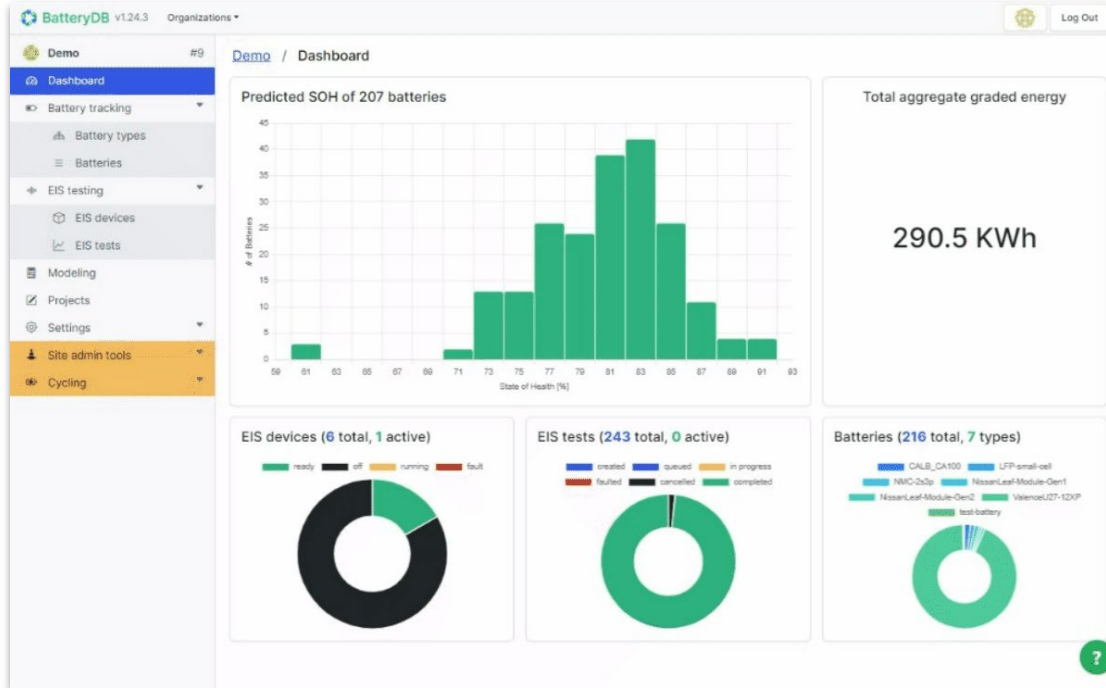 BatteryDB v1.24.3 Organizations
Log Out
Demo #9
Dashboard
Battery tracking
Battery types
Batteries
EIS testing
EIS devices
EIS tests
Modeling
Projects
Settings
Site admin tools
Cycling
Demo / Dashboard
Predicted SOH of 207 batteries
# of Batteries
45
40
35
30
25
20
15
10
5
0
59 61 63 65 67 69 71 73 75 77 79 81 83 85 87 89 91 93
State of Health [%]
Total aggregate graded energy
290.5 KWh
EIS devices (6 total, 1 active)
ready off running fault
EIS tests (243 total, 0 active)
created queued in progress
faulted cancelled completed
Batteries (216 total, 7 types)
CALB_CA100 LFP-small-cell
NMC-2s3p NissanLeaf-Module-Gen1
NissanLeaf-Module-Gen2 ValenceU27-12XP
test-battery
?